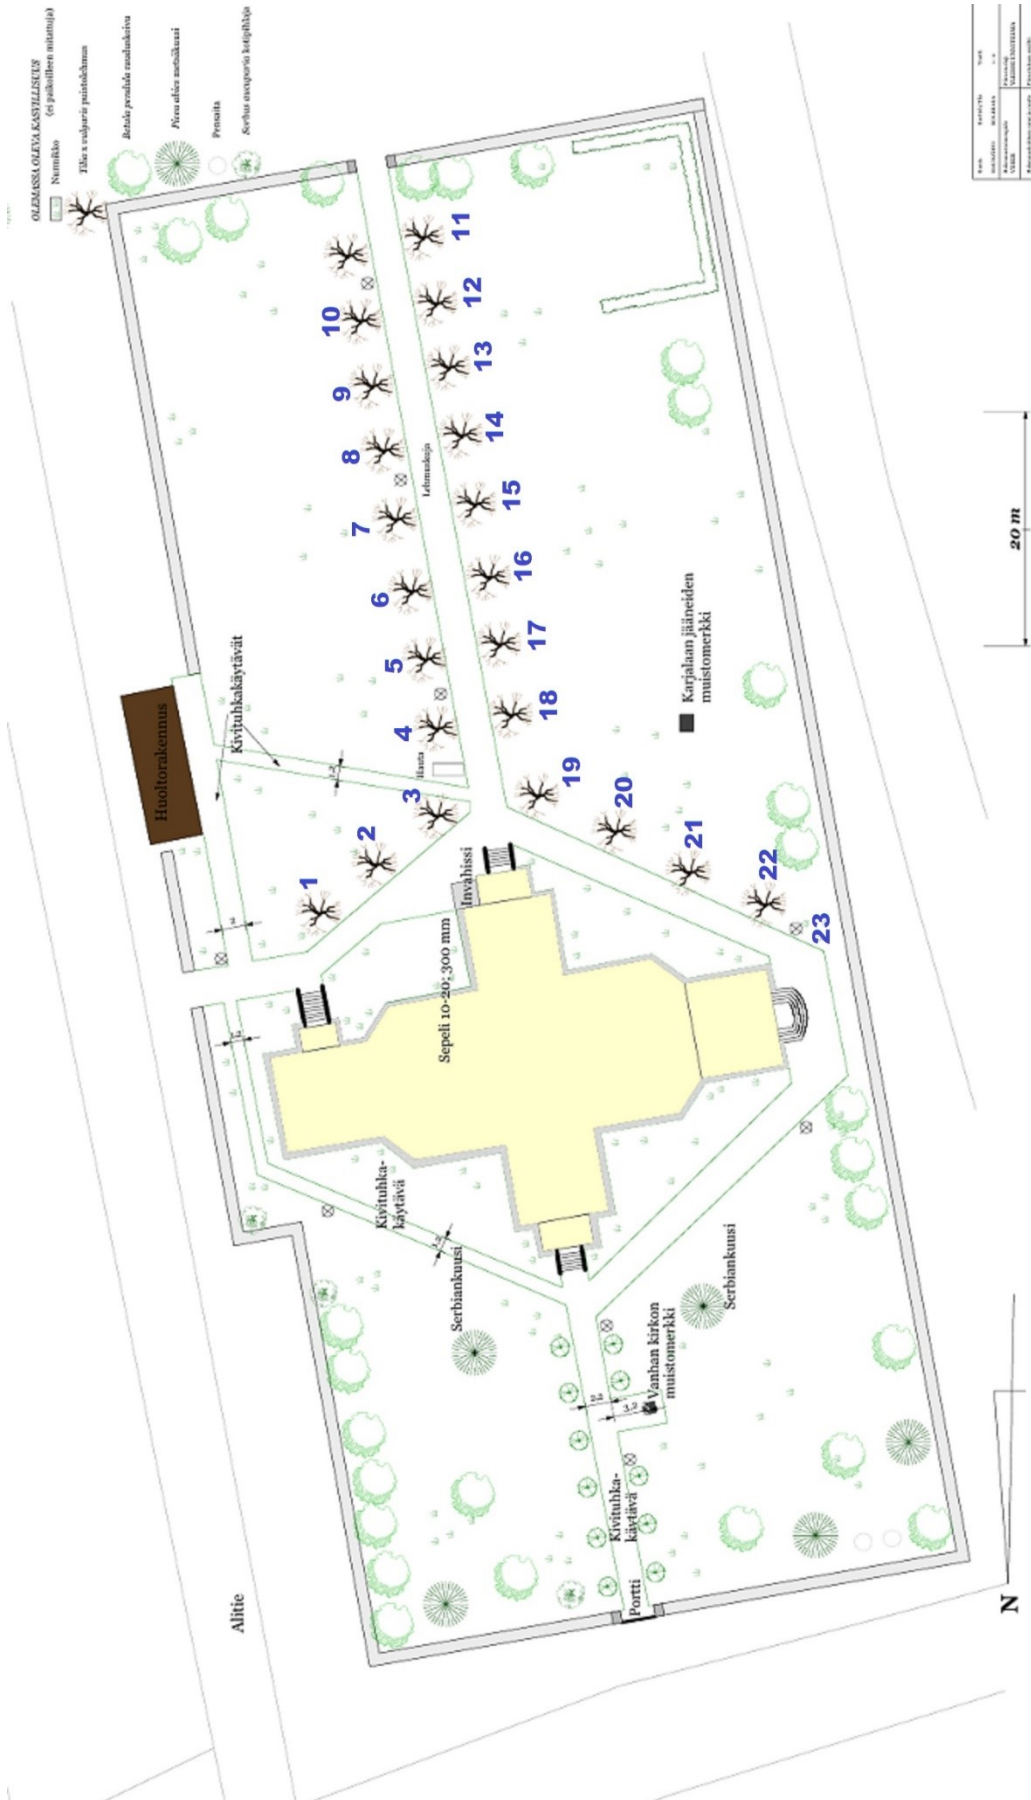 OLEMASSA OLEVA KASVILLISUUS
(ei paikoilleen mitattuja)
Nurmikko
Tilia x vulgaris puistolehmus
Betula pendula rauduskoivu
Picea abies metsäkuusi
Pensaita
Sorbus aucuparia kotipihlaja
11
12
13
14
15
16
17
18
19
20
21
22
23
10
9
8
7
6
5
4
3
2
1
Lehmuskuja
Hauta
Kivituhkakäytävät
Huoltorakennus
Karjalaan jääneiden
muistomerkki
20 m
Invahissi
Sepeli 10-20; 300 mm
Kivituhka-
käytävä
Serbiankuusi
Serbiankuusi
Vanhan kirkon
muistomerkki
Kivituhka-
käytävä
Portti
Alitie
N